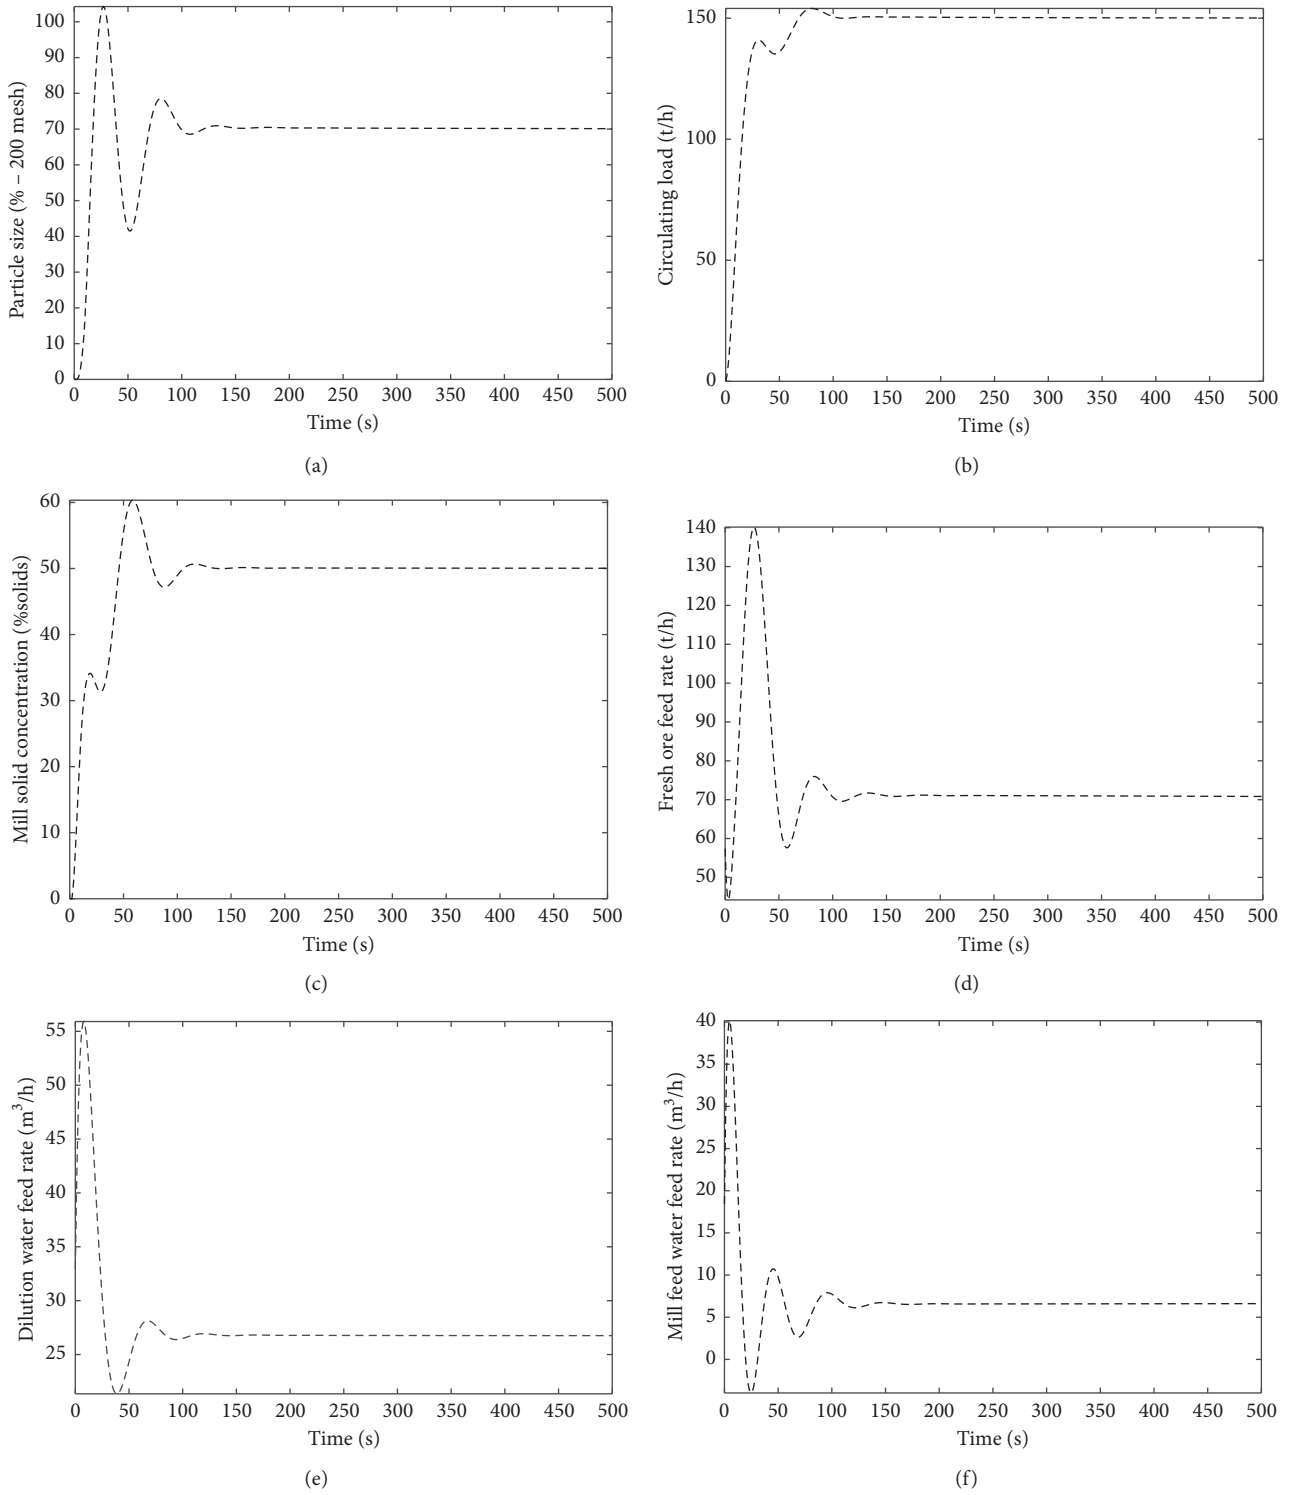 Particle size (% – 200 mesh)
100
90
80
70
60
50
40
30
20
10
0
0 50 100 150 200 250 300 350 400 450 500
Time (s)
(a)
Circulating load (t/h)
150
100
50
0
0 50 100 150 200 250 300 350 400 450 500
Time (s)
(b)
Mill solid concentration (%solids)
60
50
40
30
20
10
0
0 50 100 150 200 250 300 350 400 450 500
Time (s)
(c)
Fresh ore feed rate (t/h)
140
130
120
110
100
90
80
70
60
50
0 50 100 150 200 250 300 350 400 450 500
Time (s)
(d)
Dilution water feed rate (m³/h)
55
50
45
40
35
30
25
0 50 100 150 200 250 300 350 400 450 500
Time (s)
(e)
Mill feed water feed rate (m³/h)
40
35
30
25
20
15
10
5
0
0 50 100 150 200 250 300 350 400 450 500
Time (s)
(f)